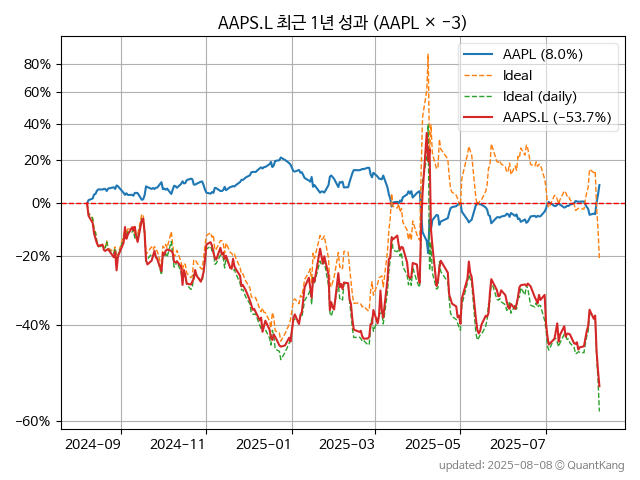 AAPS.L 최근 1년 성과 (AAPL × −3)
80%
60%
40%
20%
0%
−20%
−40%
−60%
AAPL (8.0%)
Ideal
Ideal (daily)
AAPS.L (−53.7%)
2024-09
2024-11
2025-01
2025-03
2025-05
2025-07
updated: 2025-08-08 © QuantKang